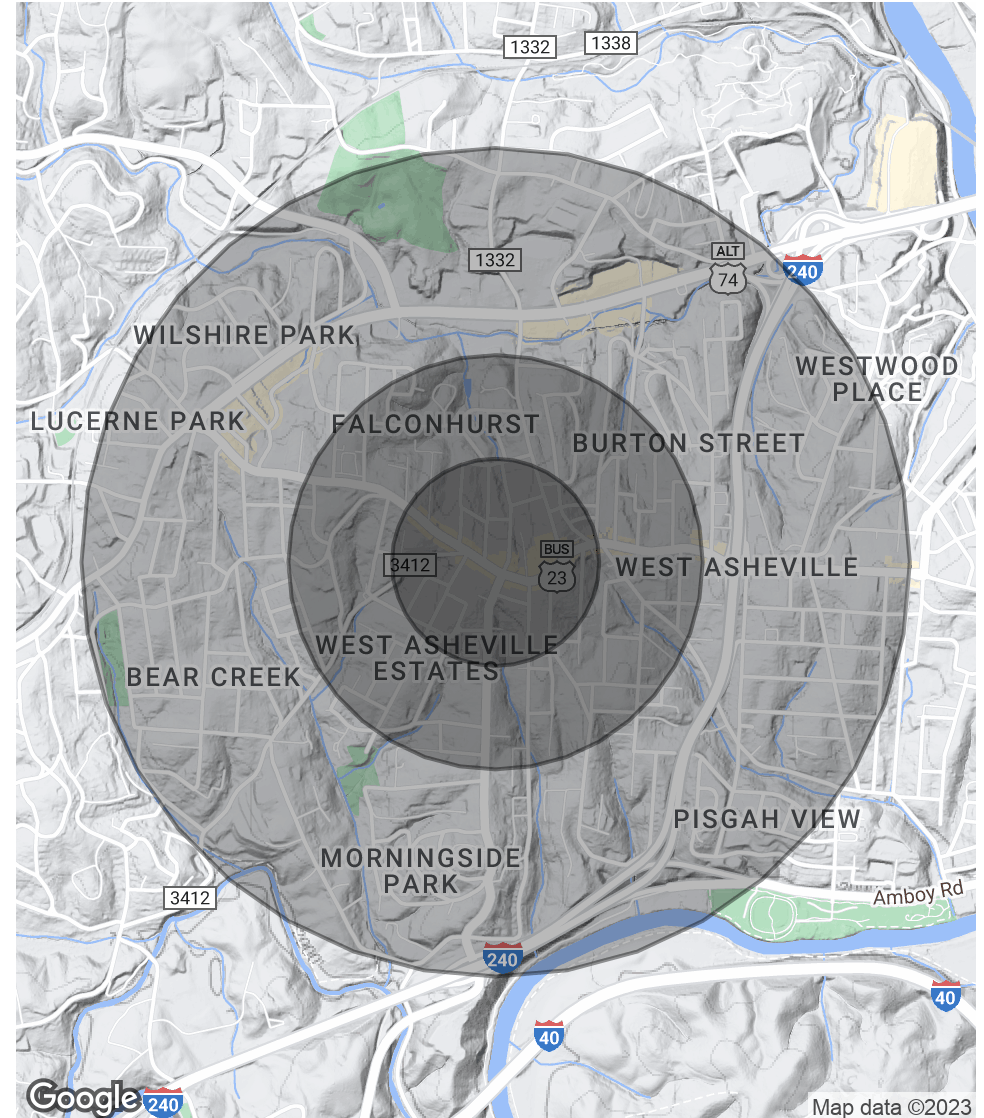 1332
1338
1332
ALT
74
240
WILSHIRE PARK
WESTWOOD
PLACE
LUCERNE PARK
FALCONHURST
BURTON STREET
BUS
23
3412
WEST ASHEVILLE
WEST ASHEVILLE
ESTATES
BEAR CREEK
PISGAH VIEW
MORNINGSIDE
PARK
Amboy Rd
3412
240
40
40
Google
240
Map data ©2023